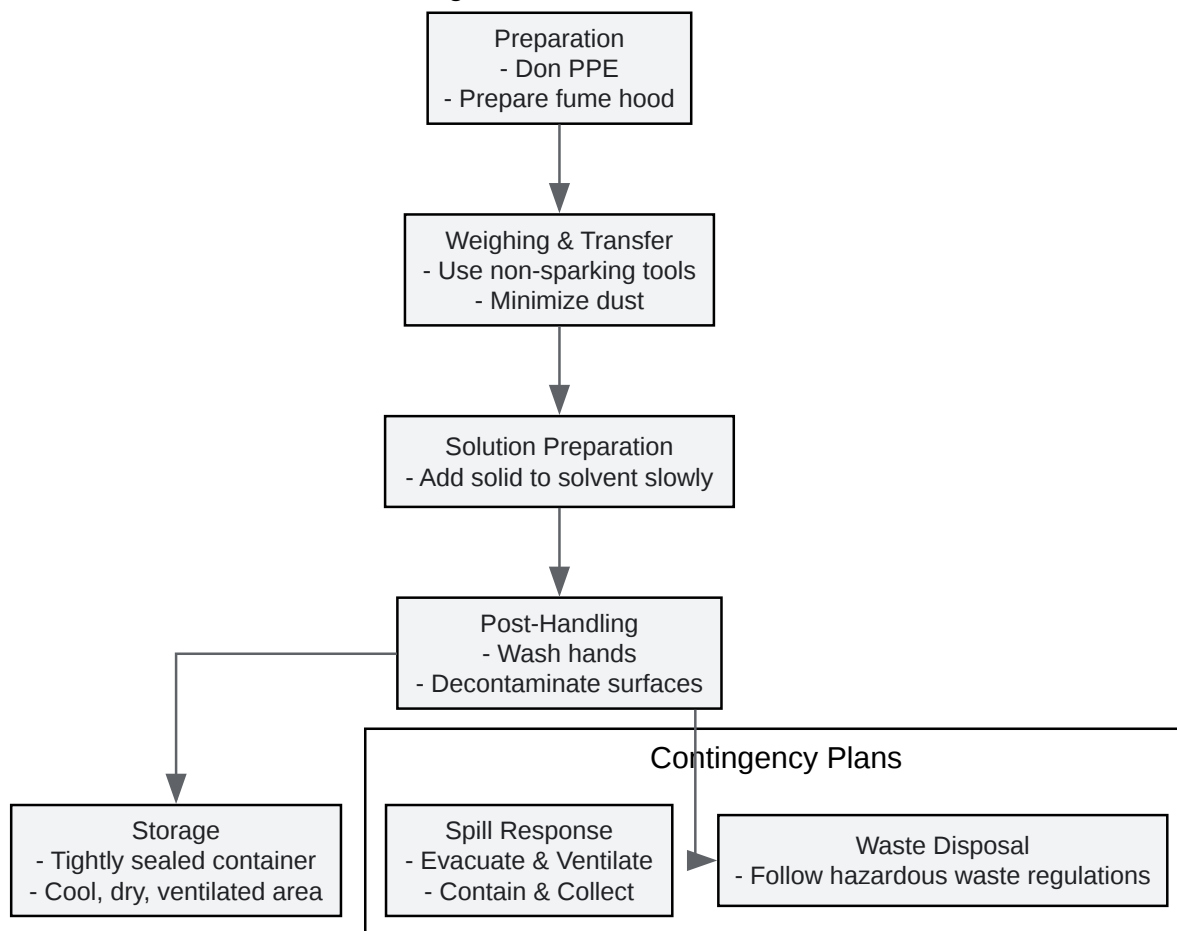 Preparation
- Don PPE
- Prepare fume hood
Weighing & Transfer
- Use non-sparking tools
- Minimize dust
Solution Preparation
- Add solid to solvent slowly
Post-Handling
- Wash hands
- Decontaminate surfaces
Contingency Plans
Storage
- Tightly sealed container
- Cool, dry, ventilated area
Spill Response
- Evacuate & Ventilate
- Contain & Collect
Waste Disposal
- Follow hazardous waste regulations